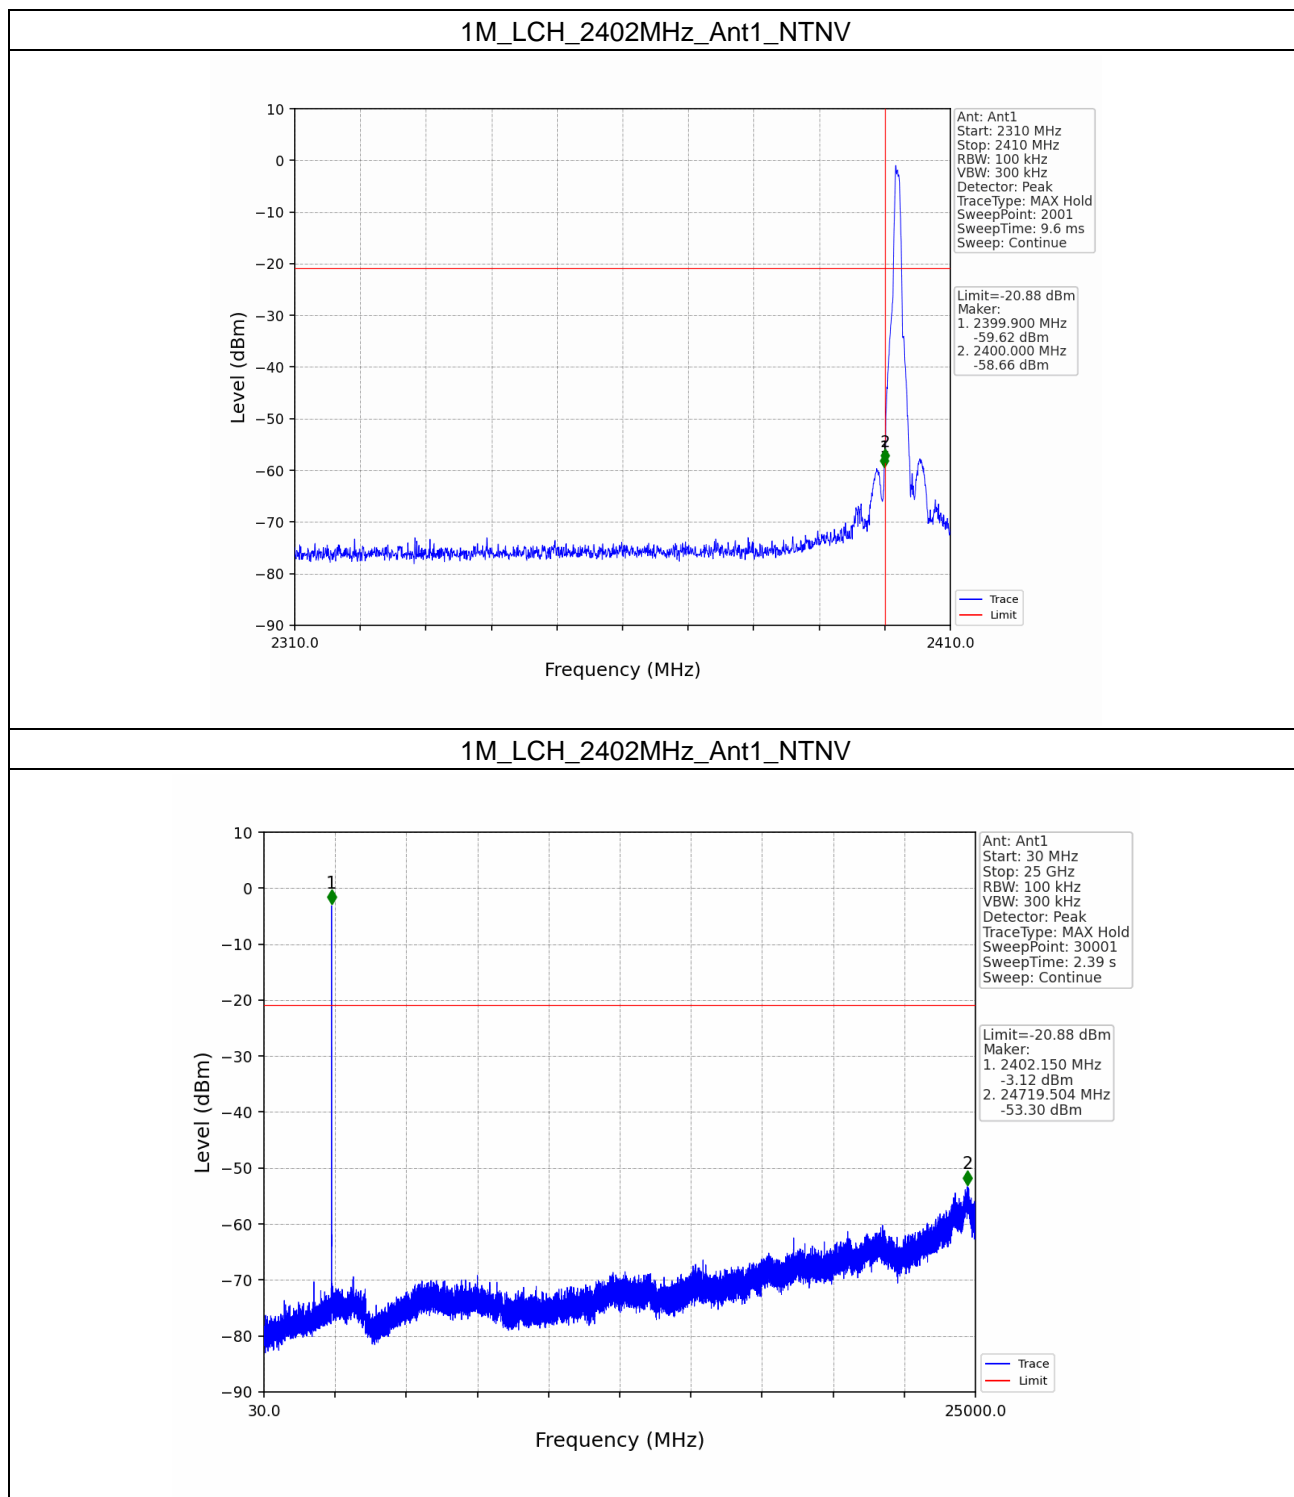 1M_LCH_2402MHz_Ant1_NTNV
10
0
−10
−20
−30
−40
−50
−60
−70
−80
−90
Level (dBm)
2310.0
2410.0
Frequency (MHz)
2
Ant: Ant1
Start: 2310 MHz
Stop: 2410 MHz
RBW: 100 kHz
VBW: 300 kHz
Detector: Peak
TraceType: MAX Hold
SweepPoint: 2001
SweepTime: 9.6 ms
Sweep: Continue
Limit=-20.88 dBm
Maker:
1. 2399.900 MHz
-59.62 dBm
2. 2400.000 MHz
-58.66 dBm
Trace
Limit
1M_LCH_2402MHz_Ant1_NTNV
10
0
−10
−20
−30
−40
−50
−60
−70
−80
−90
Level (dBm)
30.0
25000.0
Frequency (MHz)
1
2
Ant: Ant1
Start: 30 MHz
Stop: 25 GHz
RBW: 100 kHz
VBW: 300 kHz
Detector: Peak
TraceType: MAX Hold
SweepPoint: 30001
SweepTime: 2.39 s
Sweep: Continue
Limit=-20.88 dBm
Maker:
1. 2402.150 MHz
-3.12 dBm
2. 24719.504 MHz
-53.30 dBm
Trace
Limit